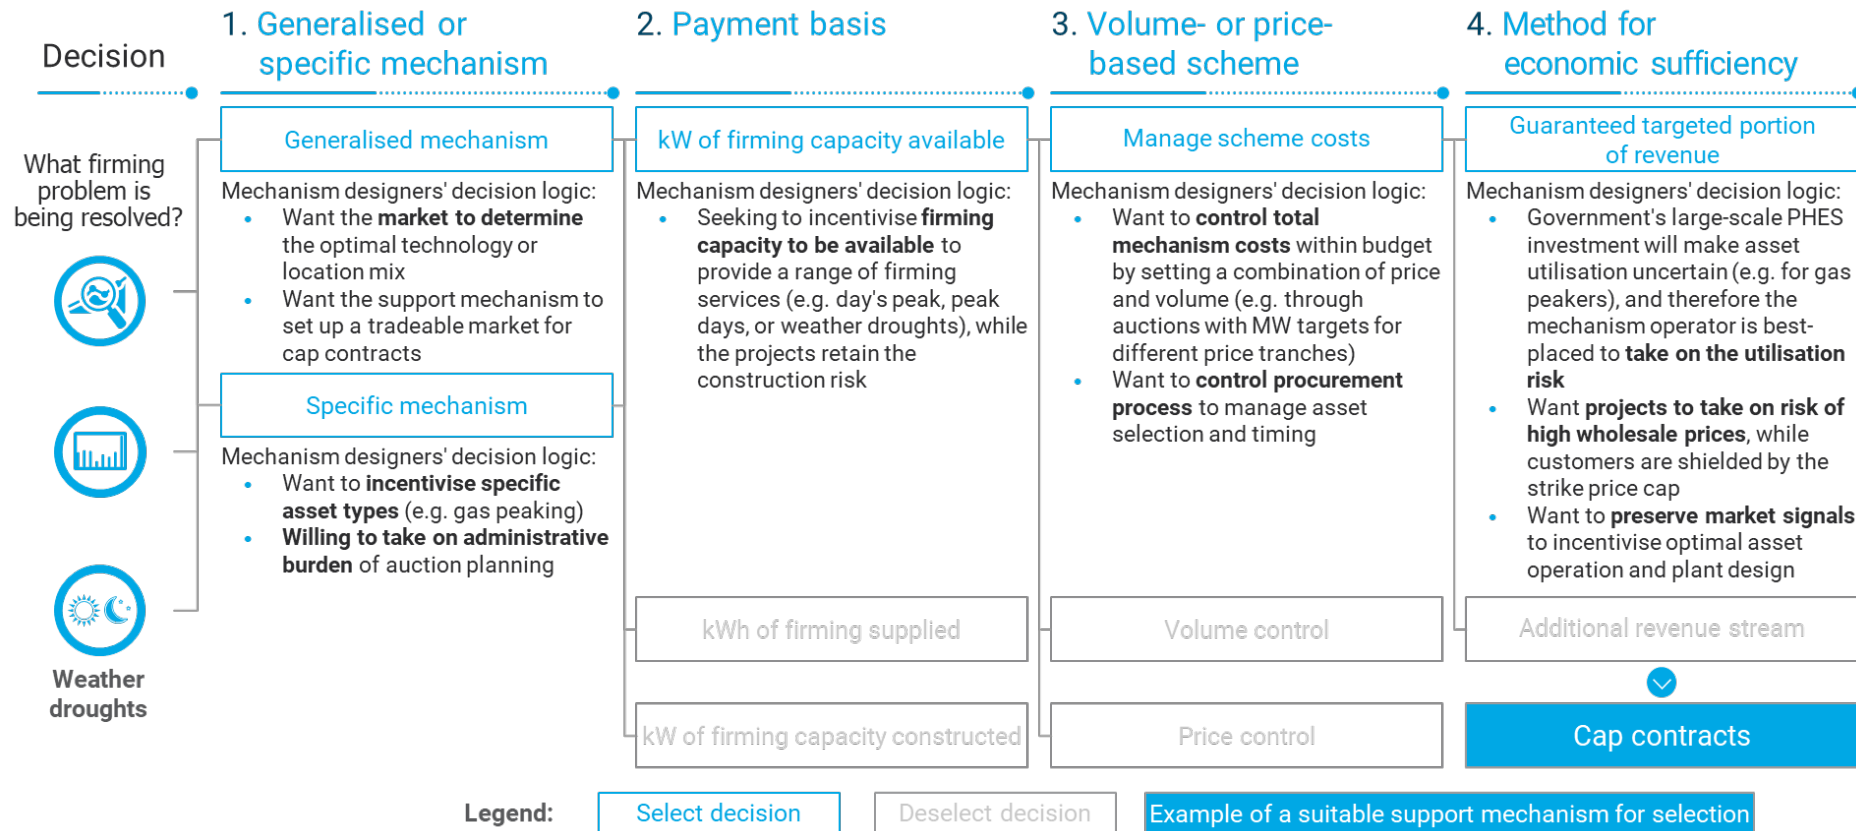 Decision
What firming
problem is
being resolved?
Weather
droughts
1. Generalised or
specific mechanism
Generalised mechanism
Mechanism designers' decision logic:
• Want the market to determine
the optimal technology or
location mix
• Want the support mechanism to
set up a tradeable market for
cap contracts
Specific mechanism
Mechanism designers' decision logic:
• Want to incentivise specific
asset types (e.g. gas peaking)
• Willing to take on administrative
burden of auction planning
2. Payment basis
kW of firming capacity available
Mechanism designers' decision logic:
• Seeking to incentivise firming
capacity to be available to
provide a range of firming
services (e.g. day's peak, peak
days, or weather droughts), while
the projects retain the
construction risk
kWh of firming supplied
kW of firming capacity constructed
3. Volume- or price-
based scheme
Manage scheme costs
Mechanism designers' decision logic:
• Want to control total
mechanism costs within budget
by setting a combination of price
and volume (e.g. through
auctions with MW targets for
different price tranches)
• Want to control procurement
process to manage asset
selection and timing
Volume control
Price control
4. Method for
economic sufficiency
Guaranteed targeted portion
of revenue
Mechanism designers' decision logic:
• Government's large-scale PHES
investment will make asset
utilisation uncertain (e.g. for gas
peakers), and therefore the
mechanism operator is best-
placed to take on the utilisation
risk
• Want projects to take on risk of
high wholesale prices, while
customers are shielded by the
strike price cap
• Want to preserve market signals
to incentivise optimal asset
operation and plant design
Additional revenue stream
Cap contracts
Legend:
Select decision
Deselect decision
Example of a suitable support mechanism for selection